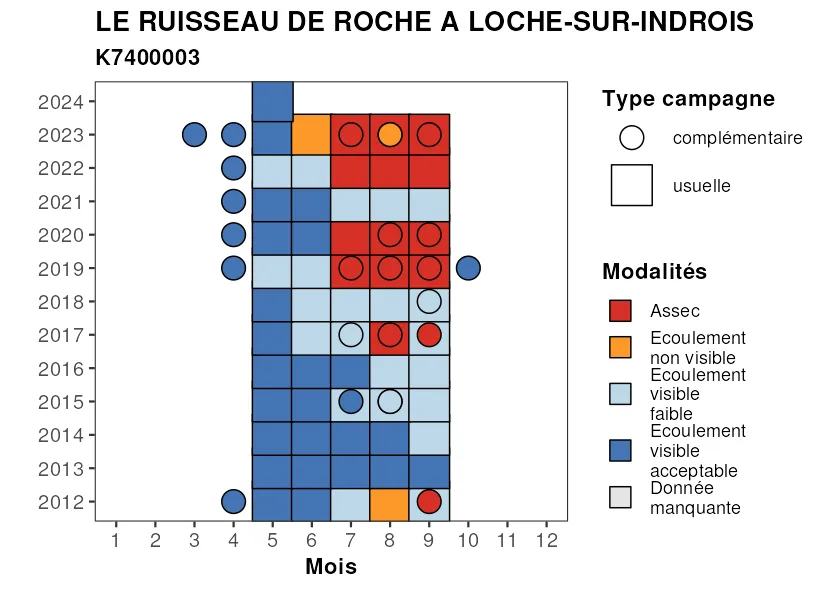 LE RUISSEAU DE ROCHE A LOCHE-SUR-INDROIS
K7400003
2024
2023
2022
2021
2020
2019
2018
2017
2016
2015
2014
2013
2012
1 2 3 4 5 6 7 8 9 10 11 12
Mois
Type campagne
complémentaire
usuelle
Modalités
Assec
Ecoulement
non visible
Ecoulement
visible
faible
Ecoulement
visible
acceptable
Donnée
manquante